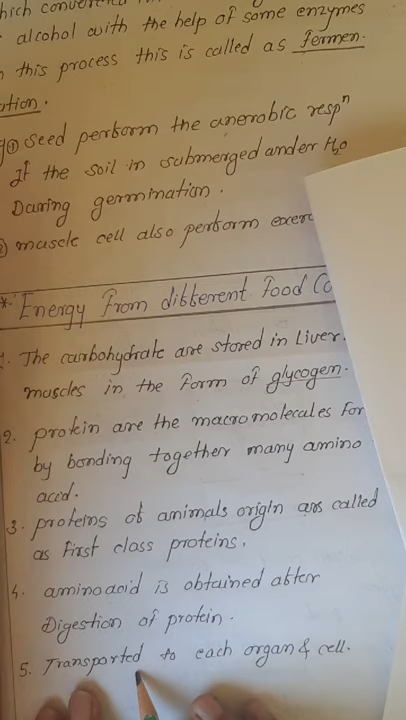 alcohol with the help of some enzymes
this process this is called as Fermen-
ation.
① Seed perform the anerobic respⁿ
If the soil in submerged under H₂O
During germination.
muscle cell also perform
* Energy From different Food
1. The carbohydrate are stored in Liver.
muscles in the Form of glycogen.
2. protein are the macromolecules
by bonding together many amino
acid.
3. proteins of animals origin are called
as First class proteins.
4. aminoacid is obtained after
Digestion of protein.
5. Transported to each organ & cell.